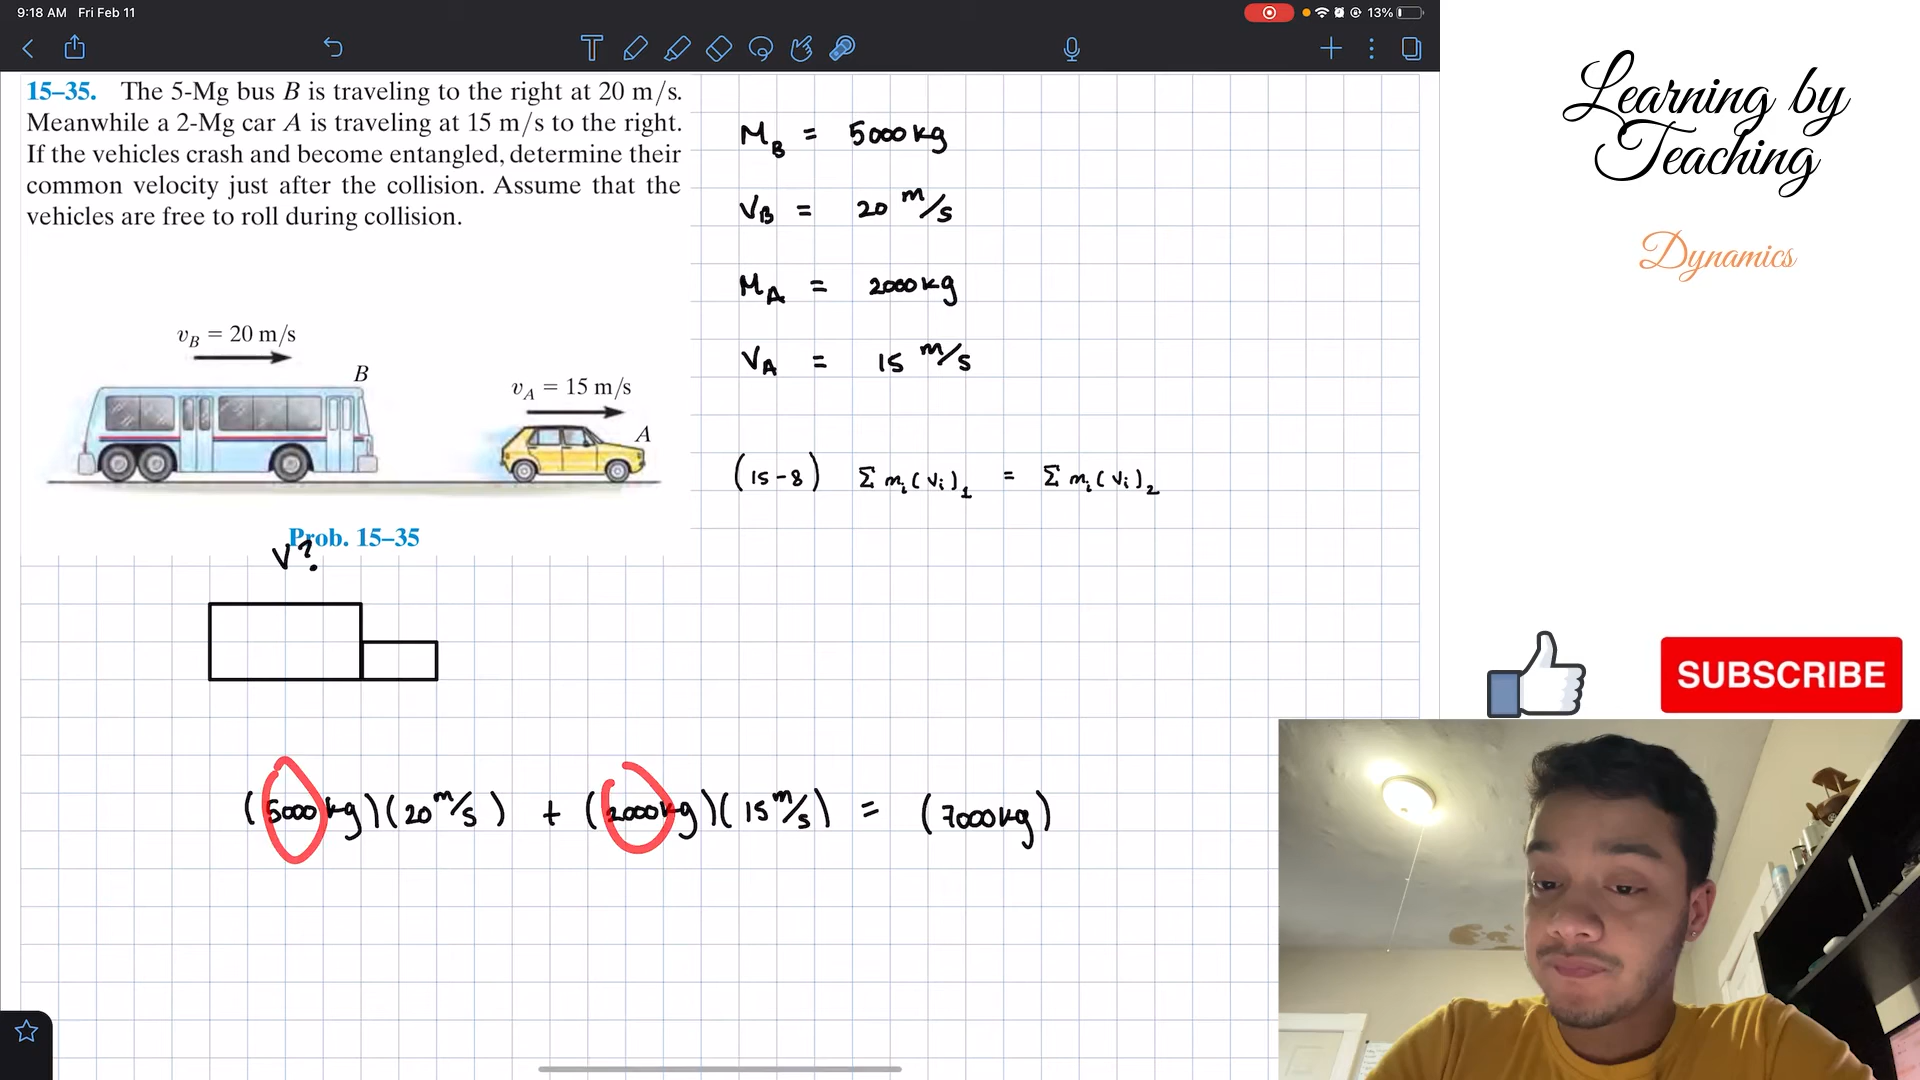 9:18 AM Fri Feb 11
13%
15–35. The 5-Mg bus B is traveling to the right at 20 m/s.
Meanwhile a 2-Mg car A is traveling at 15 m/s to the right.
If the vehicles crash and become entangled, determine their
common velocity just after the collision. Assume that the
vehicles are free to roll during collision.
v_B = 20 m/s
B
v_A = 15 m/s
A
Prob. 15–35
V?
M_B = 5000 kg
V_B = 20 m/s
M_A = 2000 kg
V_A = 15 m/s
(15-8) Σ m_i (V_i)_1 = Σ m_i (V_i)_2
(5000 kg)(20 m/s) + (2000 kg)(15 m/s) = (7000 kg)
Learning by
Teaching
Dynamics
SUBSCRIBE